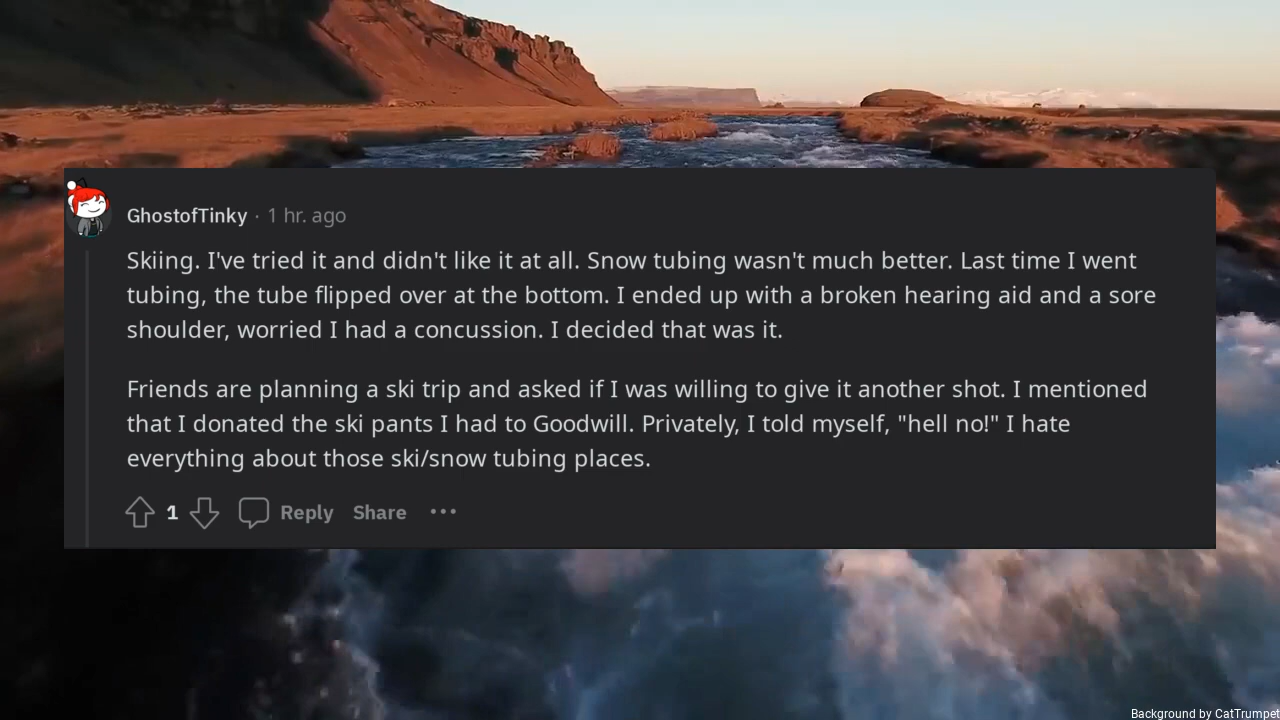 GhostofTinky · 1 hr. ago
Skiing. I've tried it and didn't like it at all. Snow tubing wasn't much better. Last time I went
tubing, the tube flipped over at the bottom. I ended up with a broken hearing aid and a sore
shoulder, worried I had a concussion. I decided that was it.
Friends are planning a ski trip and asked if I was willing to give it another shot. I mentioned
that I donated the ski pants I had to Goodwill. Privately, I told myself, "hell no!" I hate
everything about those ski/snow tubing places.
1 Reply Share •••
Background by CatTrumpet